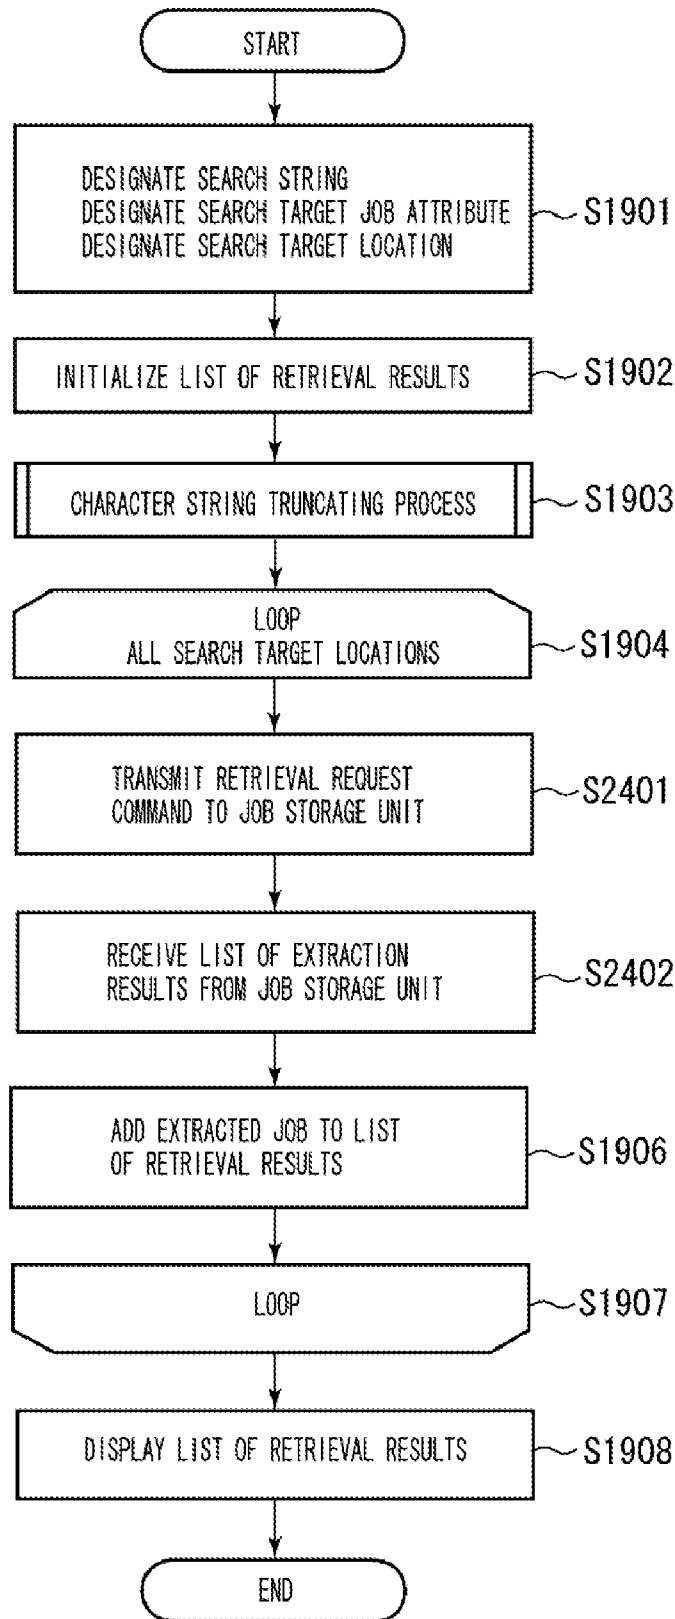 START
DESIGNATE SEARCH STRING
DESIGNATE SEARCH TARGET JOB ATTRIBUTE
DESIGNATE SEARCH TARGET LOCATION
S1901
INITIALIZE LIST OF RETRIEVAL RESULTS
S1902
CHARACTER STRING TRUNCATING PROCESS
S1903
LOOP
ALL SEARCH TARGET LOCATIONS
S1904
TRANSMIT RETRIEVAL REQUEST
COMMAND TO JOB STORAGE UNIT
S2401
RECEIVE LIST OF EXTRACTION
RESULTS FROM JOB STORAGE UNIT
S2402
ADD EXTRACTED JOB TO LIST
OF RETRIEVAL RESULTS
S1906
LOOP
S1907
DISPLAY LIST OF RETRIEVAL RESULTS
S1908
END